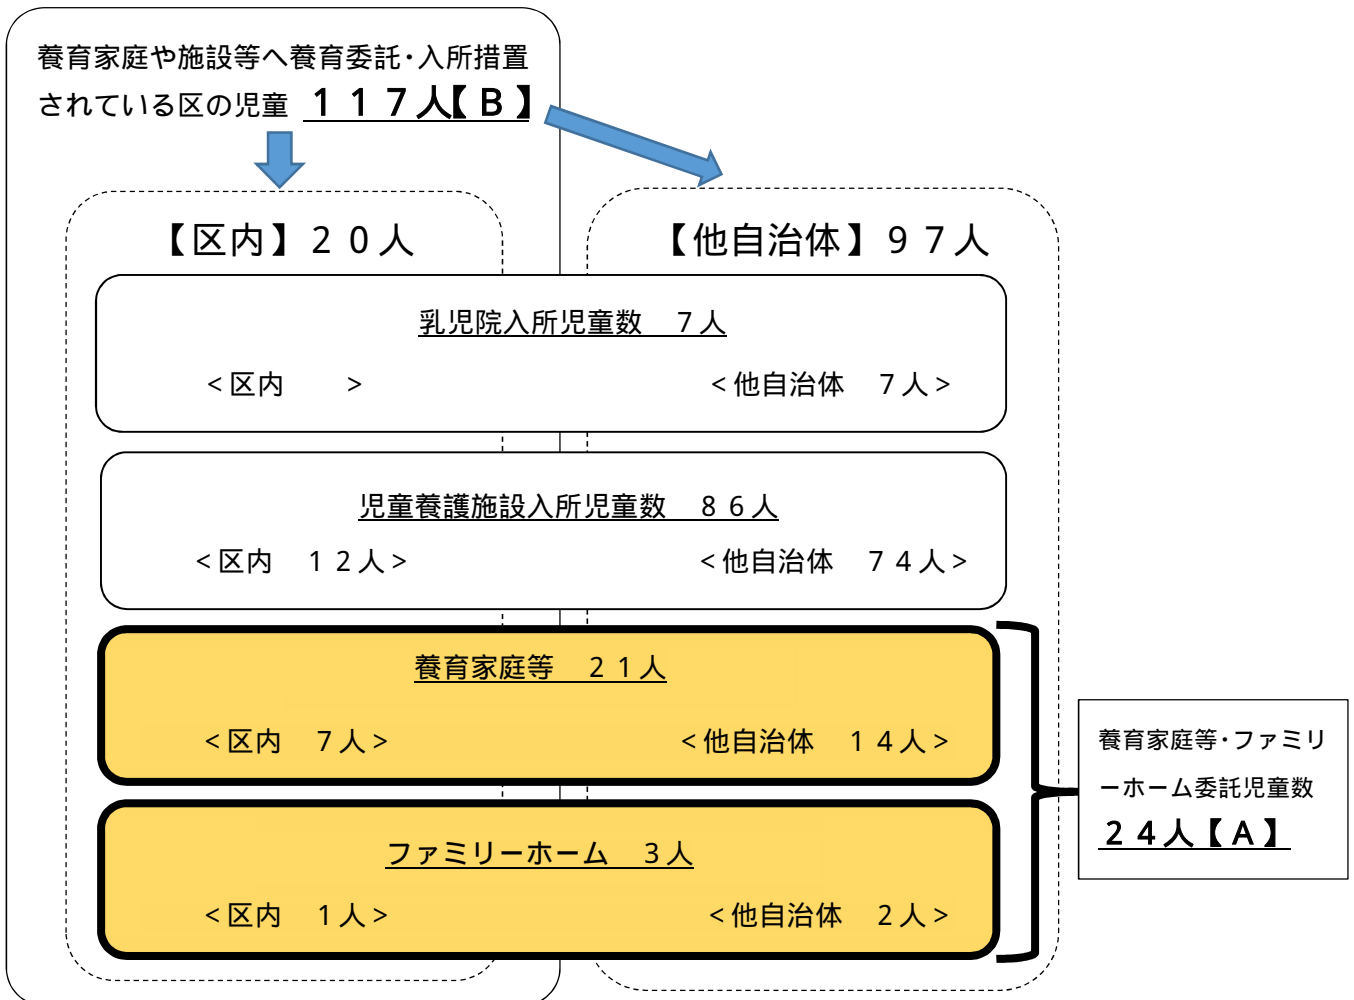 養育家庭や施設等へ養育委託・入所措置
されている区の児童　１１７人【Ｂ】
【区内】２０人
【他自治体】９７人
乳児院入所児童数　７人
＜区内　　＞
＜他自治体　７人＞
児童養護施設入所児童数　８６人
＜区内　１２人＞
＜他自治体　７４人＞
養育家庭等　２１人
＜区内　７人＞
＜他自治体　１４人＞
ファミリーホーム　３人
＜区内　１人＞
＜他自治体　２人＞
養育家庭等・ファミリ
ーホーム委託児童数
２４人【Ａ】